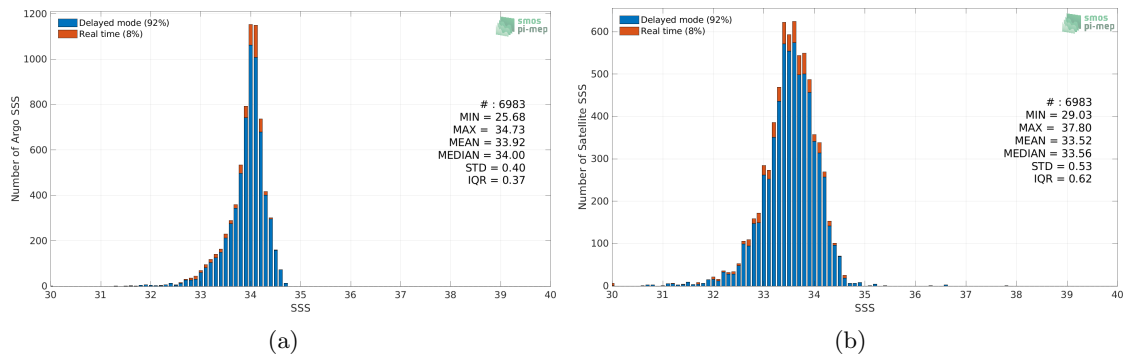 Delayed mode (92%)
Real time (8%)
smos
pi-mep
# : 6983
MIN = 25.68
MAX = 34.73
MEAN = 33.92
MEDIAN = 34.00
STD = 0.40
IQR = 0.37
Number of Argo SSS
1200
1000
800
600
400
200
0
30 31 32 33 34 35 36 37 38 39 40
SSS
(a)
Delayed mode (92%)
Real time (8%)
smos
pi-mep
# : 6983
MIN = 29.03
MAX = 37.80
MEAN = 33.52
MEDIAN = 33.56
STD = 0.53
IQR = 0.62
Number of Satellite SSS
600
500
400
300
200
100
0
30 31 32 33 34 35 36 37 38 39 40
SSS
(b)